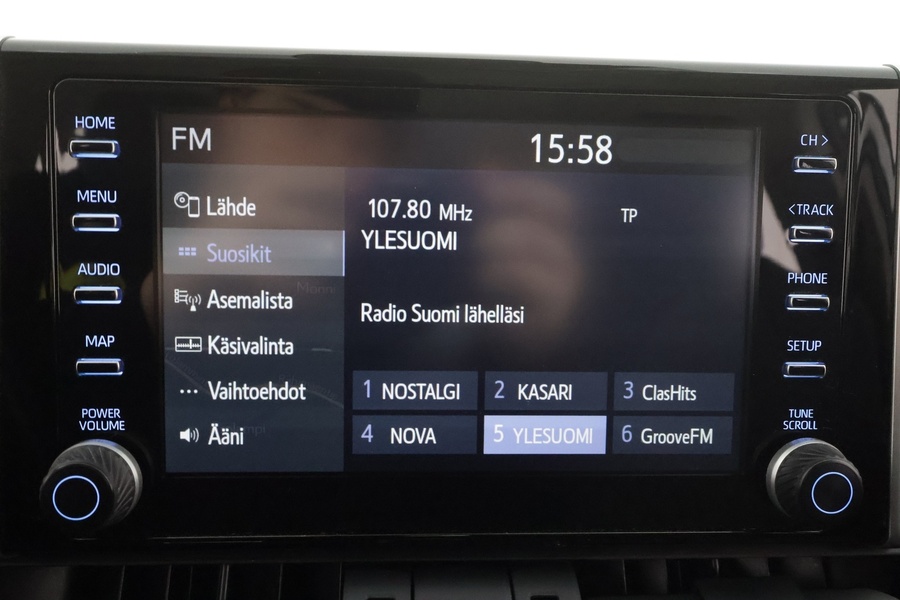 HOME
MENU
AUDIO
MAP
POWER
VOLUME
FM
15:58
Lähde
Suosikit
Asemalista
Käsivalinta
Vaihtoehdot
Ääni
107.80 MHz
TP
YLESUOMI
Radio Suomi lähelläsi
1 NOSTALGI
2 KASARI
3 ClasHits
4 NOVA
5 YLESUOMI
6 GrooveFM
CH >
< TRACK
PHONE
SETUP
TUNE
SCROLL